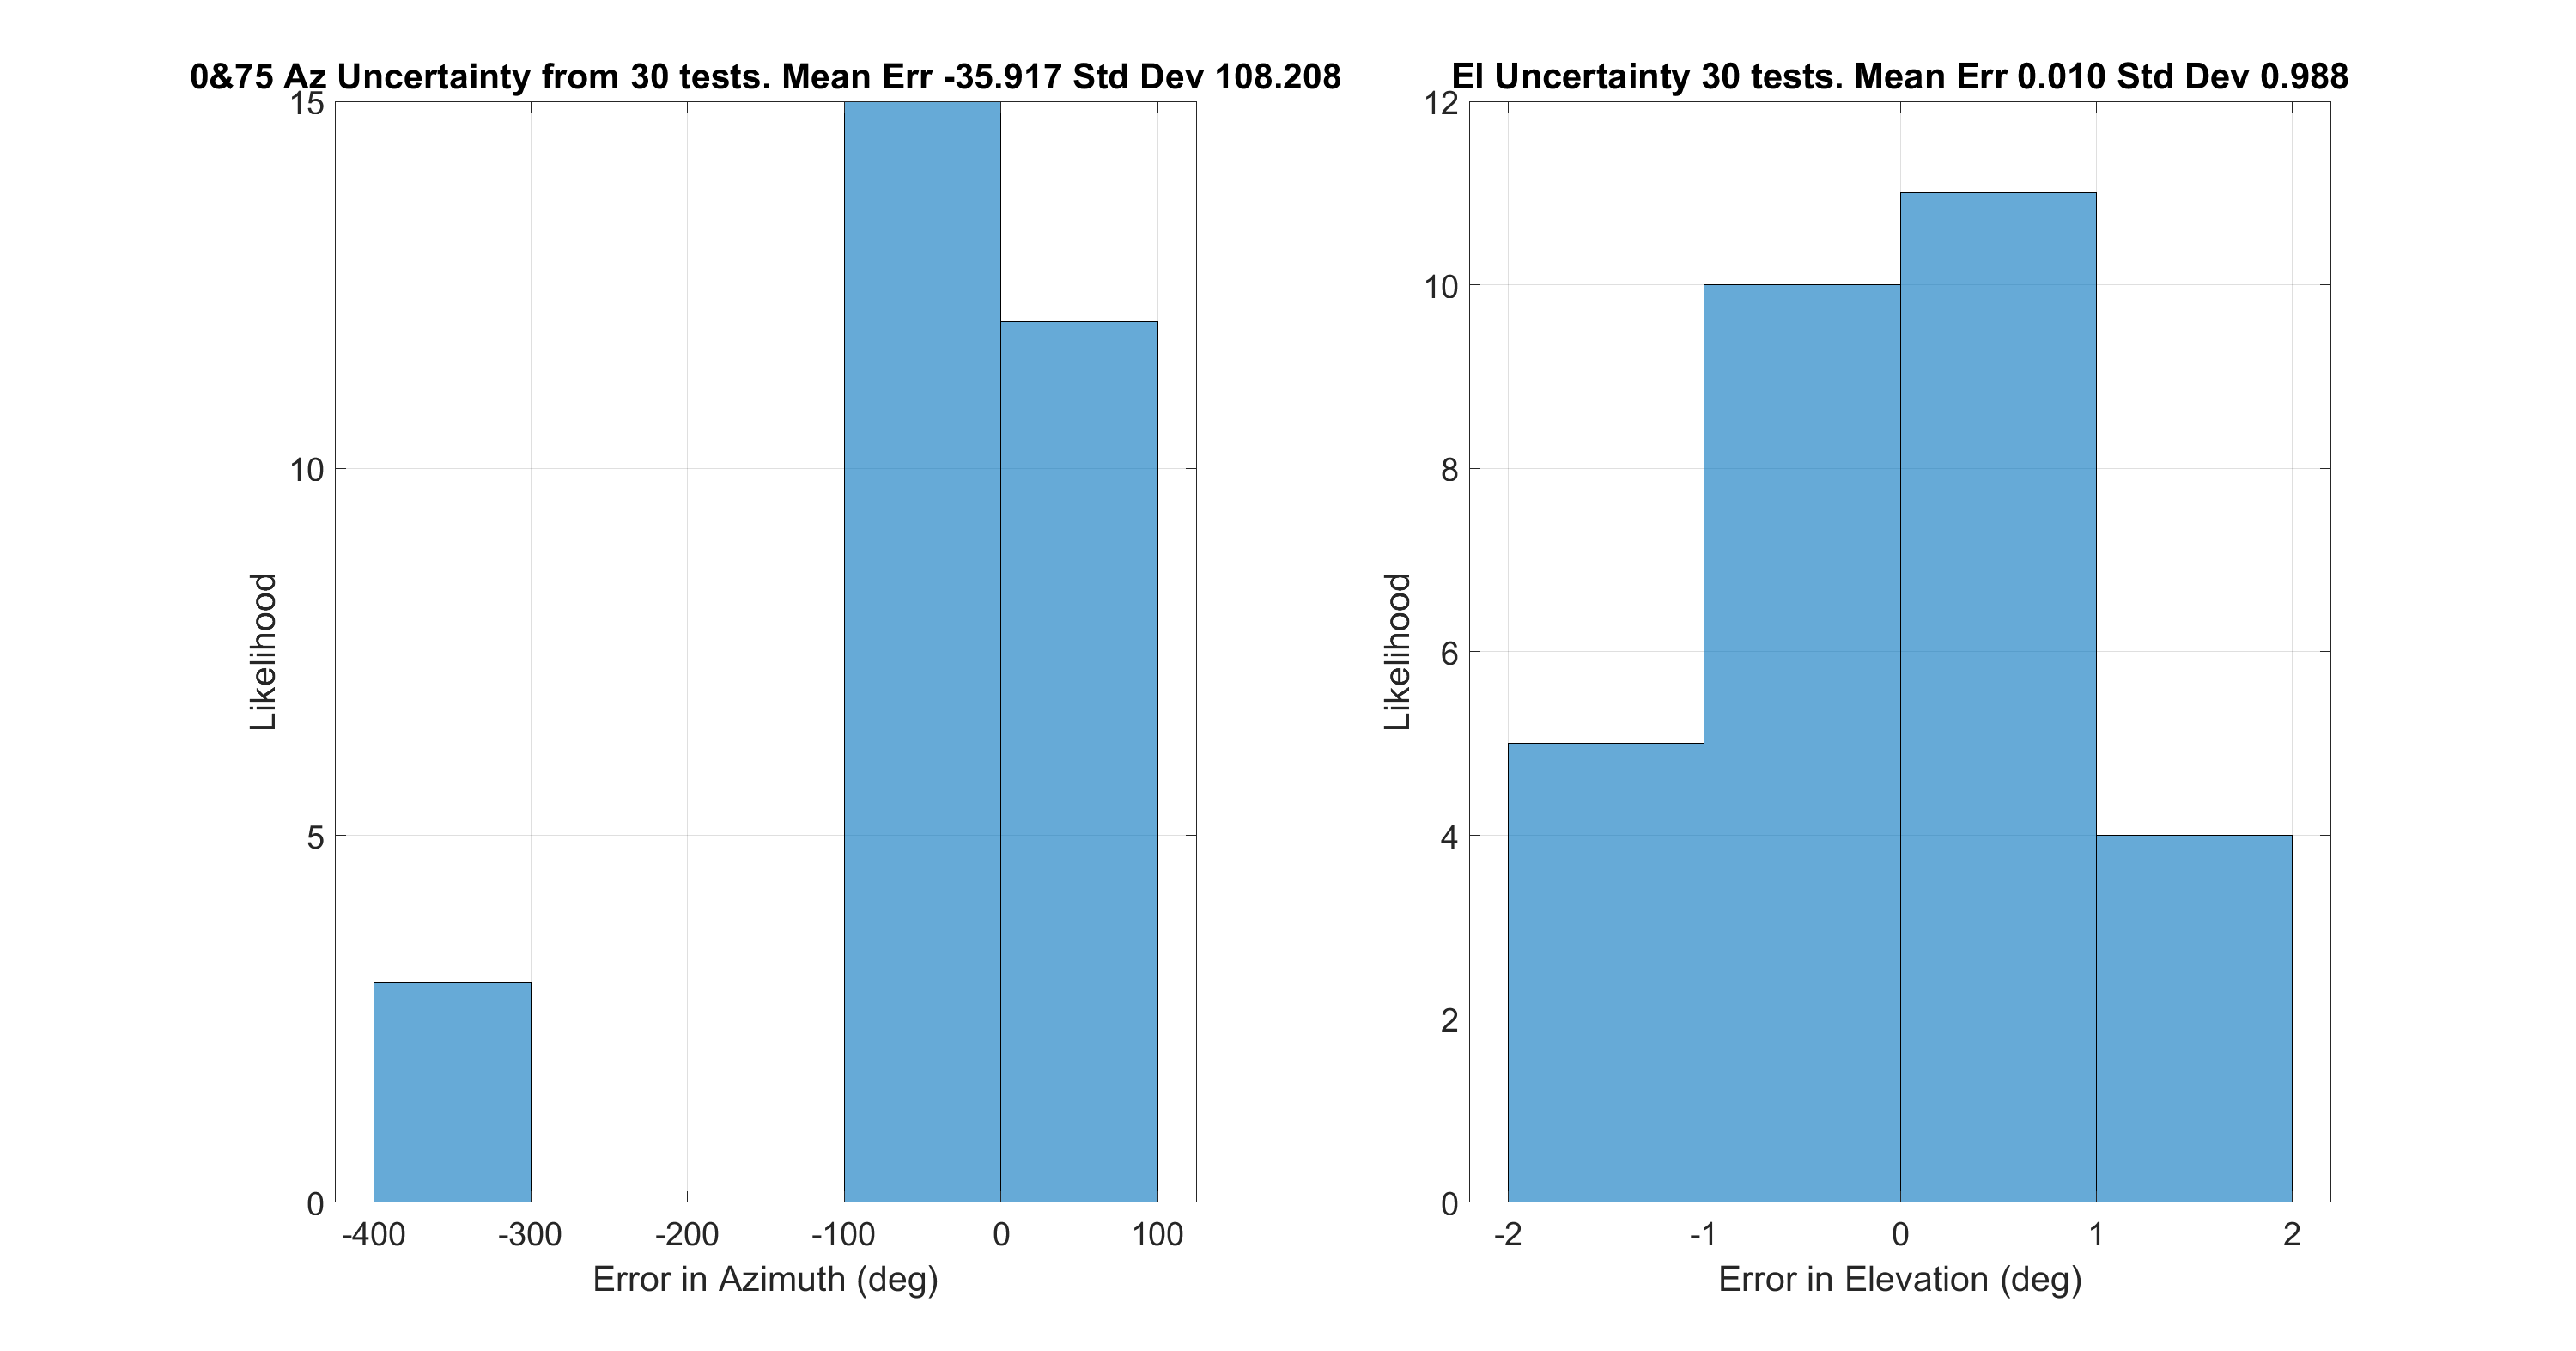 0&75 Az Uncertainty from 30 tests. Mean Err -35.917 Std Dev 108.208
15
10
5
0
Likelihood
-400 -300 -200 -100 0 100
Error in Azimuth (deg)
El Uncertainty 30 tests. Mean Err 0.010 Std Dev 0.988
12
10
8
6
4
2
0
Likelihood
-2 -1 0 1 2
Error in Elevation (deg)